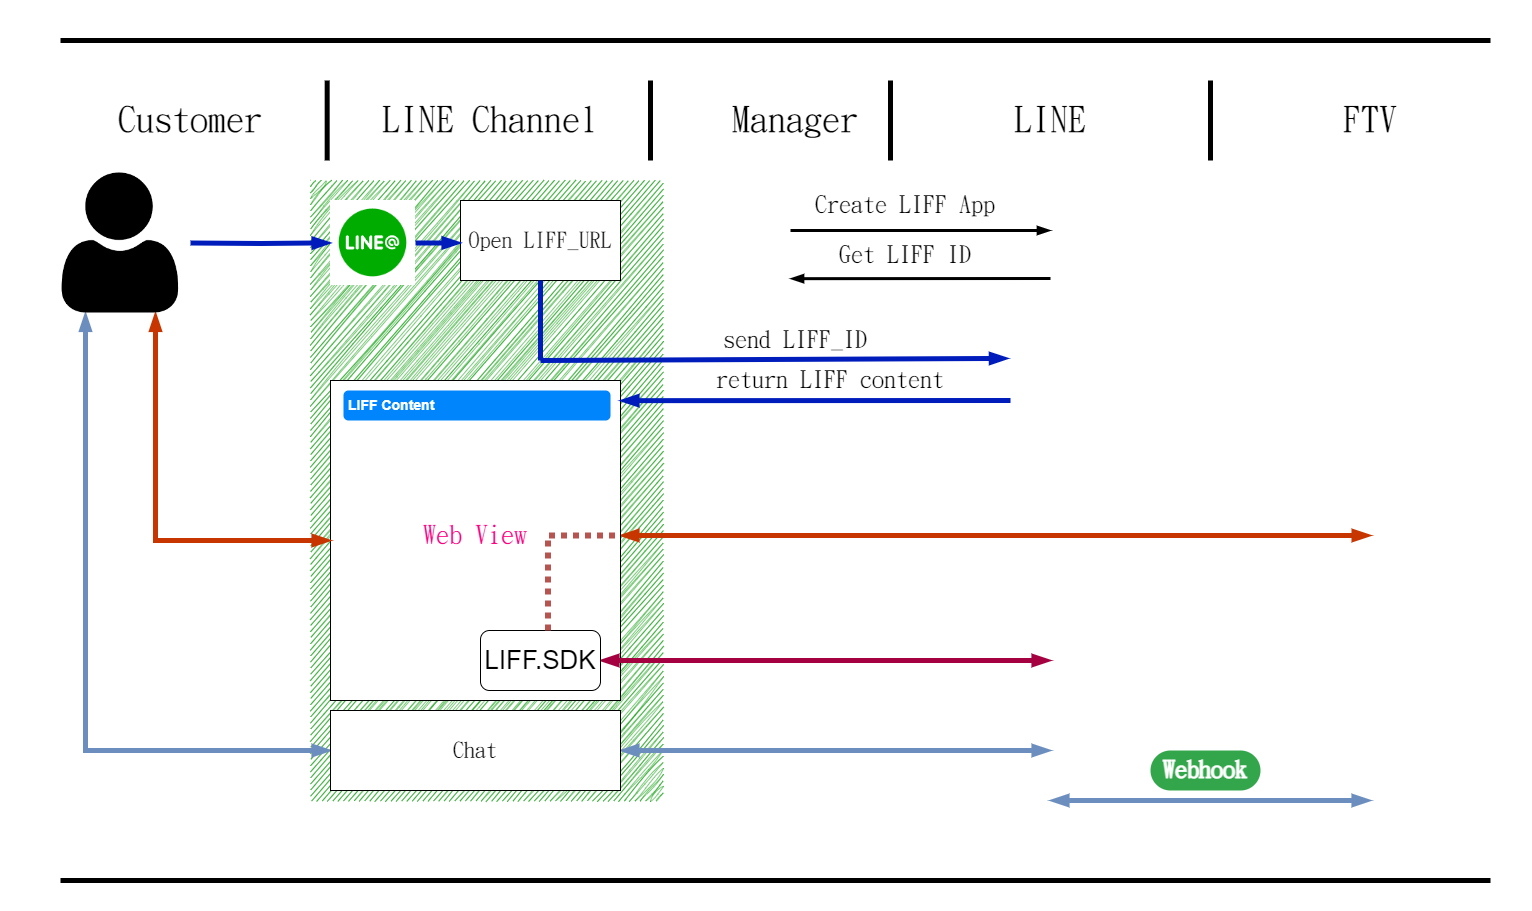 Customer
LINE Channel
Manager
LINE
FTV
Create LIFF App
LINE@
Open LIFF_URL
Get LIFF ID
send LIFF_ID
return LIFF content
LIFF Content
Web View
LIFF.SDK
Chat
Webhook